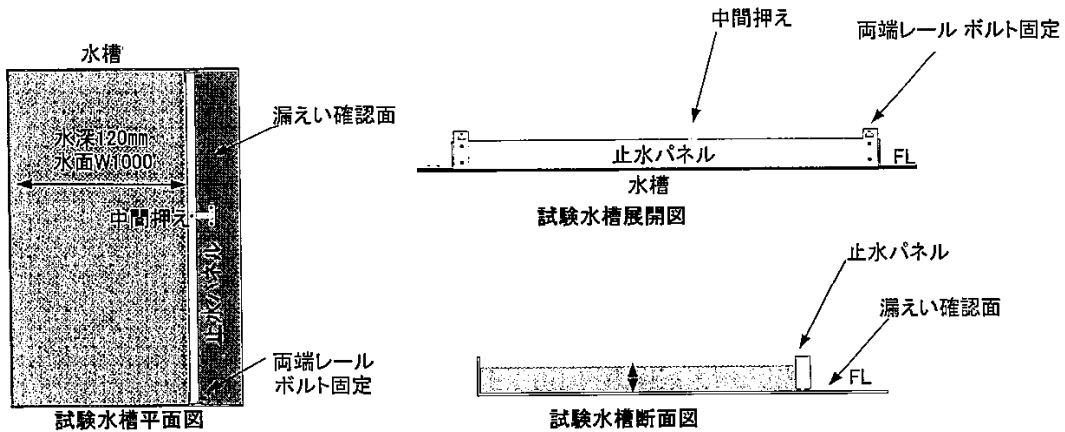 水槽
漏えい確認面
水深120mm
水面W1000
中間押え
止水パネル
両端レール
ボルト固定
試験水槽平面図
中間押え
両端レール ボルト固定
止水パネル
FL
水槽
試験水槽展開図
止水パネル
漏えい確認面
FL
試験水槽断面図